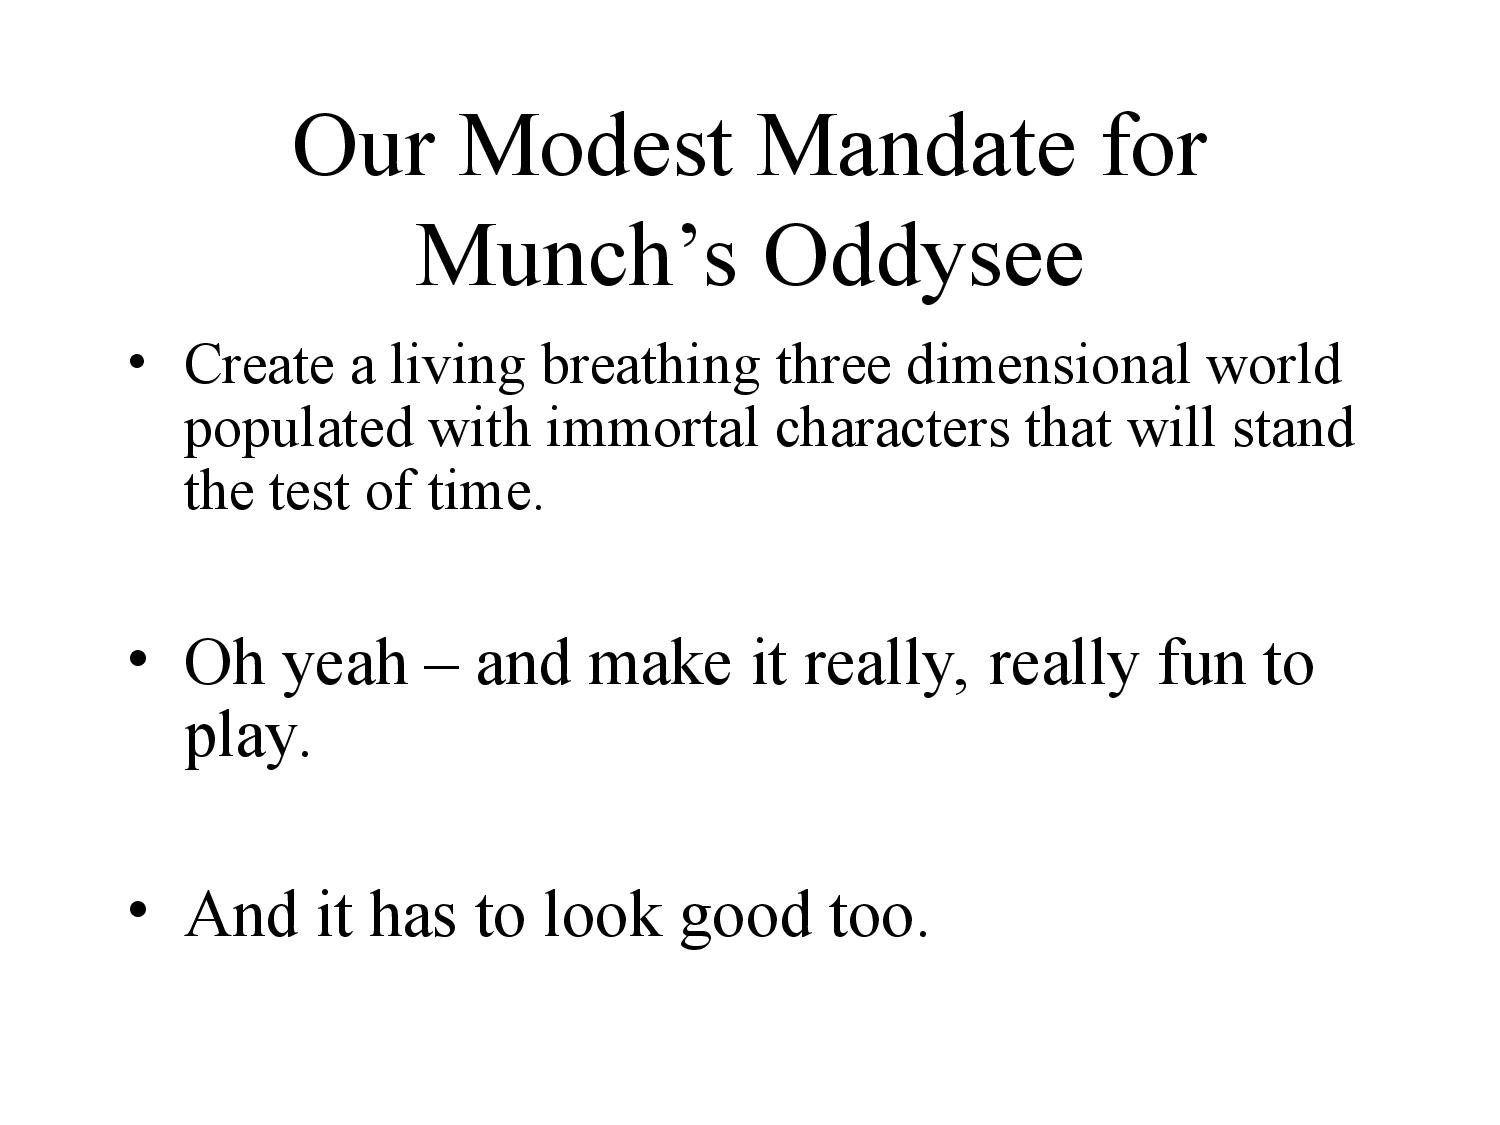 Our Modest Mandate for
Munch’s Oddysee
• Create a living breathing three dimensional world
populated with immortal characters that will stand
the test of time.
• Oh yeah – and make it really, really fun to
play.
• And it has to look good too.